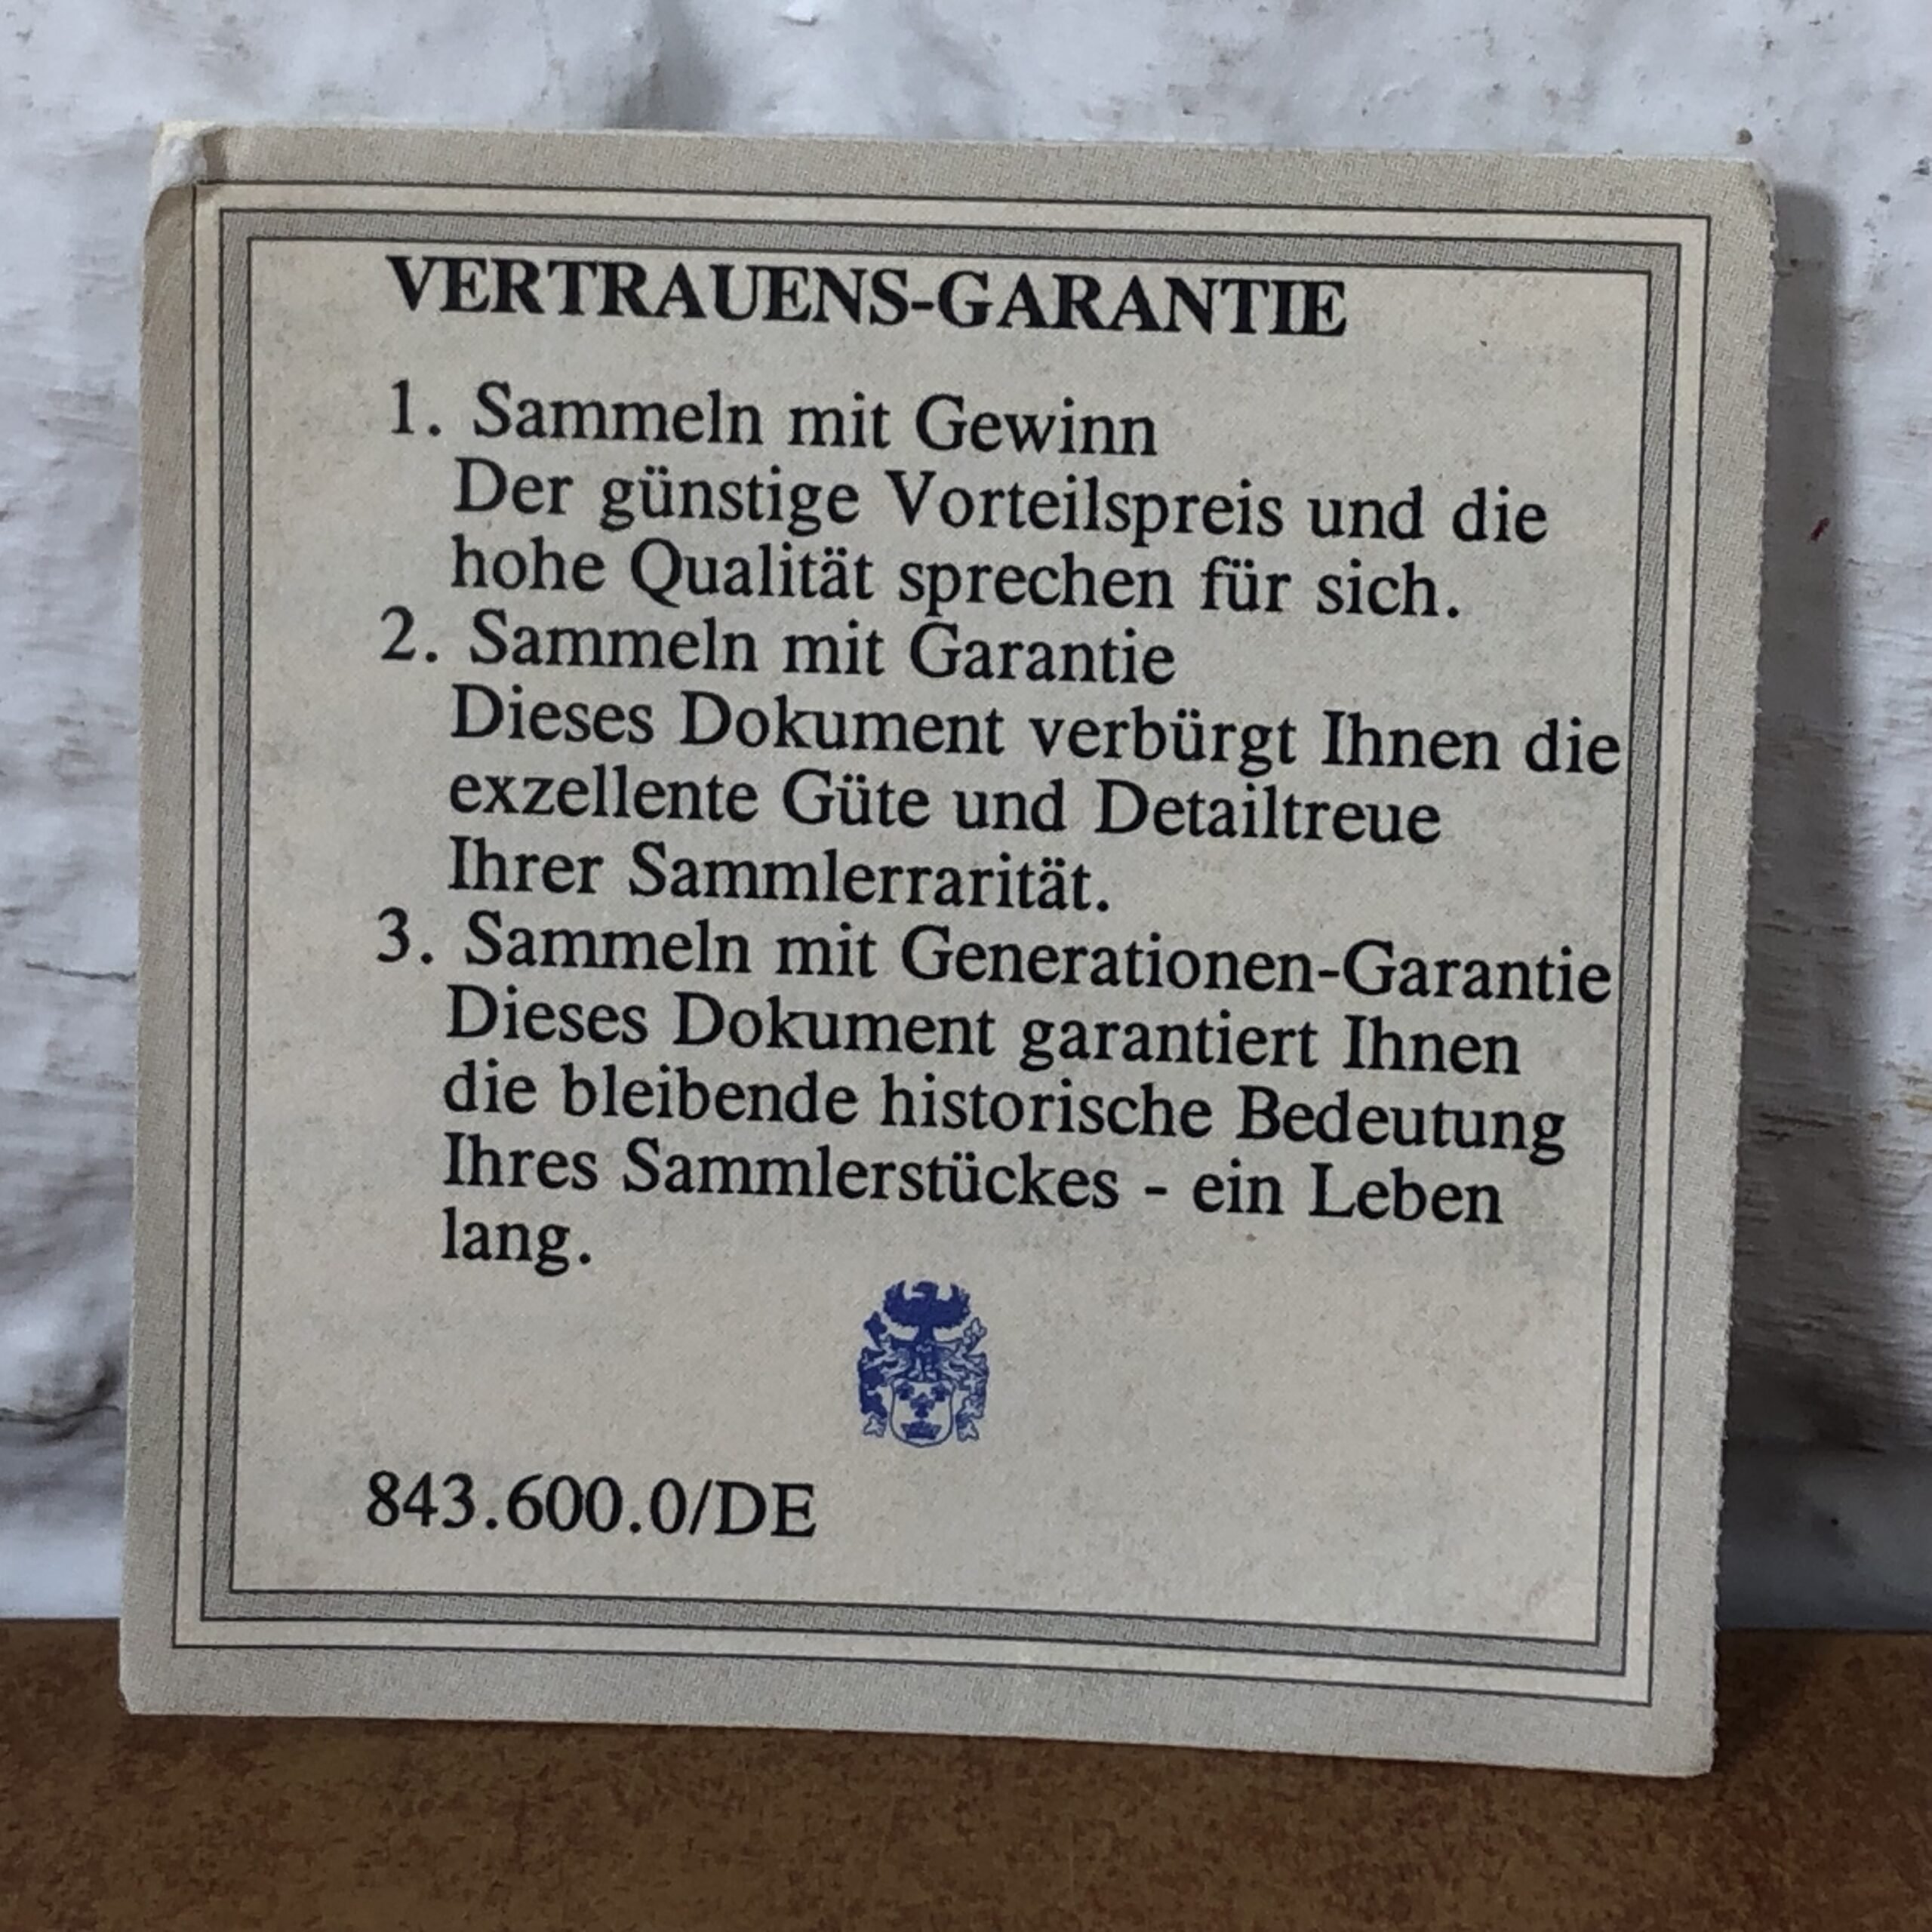 VERTRAUENS-GARANTIE
1. Sammeln mit Gewinn
Der günstige Vorteilspreis und die
hohe Qualität sprechen für sich.
2. Sammeln mit Garantie
Dieses Dokument verbürgt Ihnen die
exzellente Güte und Detailtreue
Ihrer Sammlerrarität.
3. Sammeln mit Generationen-Garantie
Dieses Dokument garantiert Ihnen
die bleibende historische Bedeutung
Ihres Sammlerstückes - ein Leben
lang.
843.600.0/DE